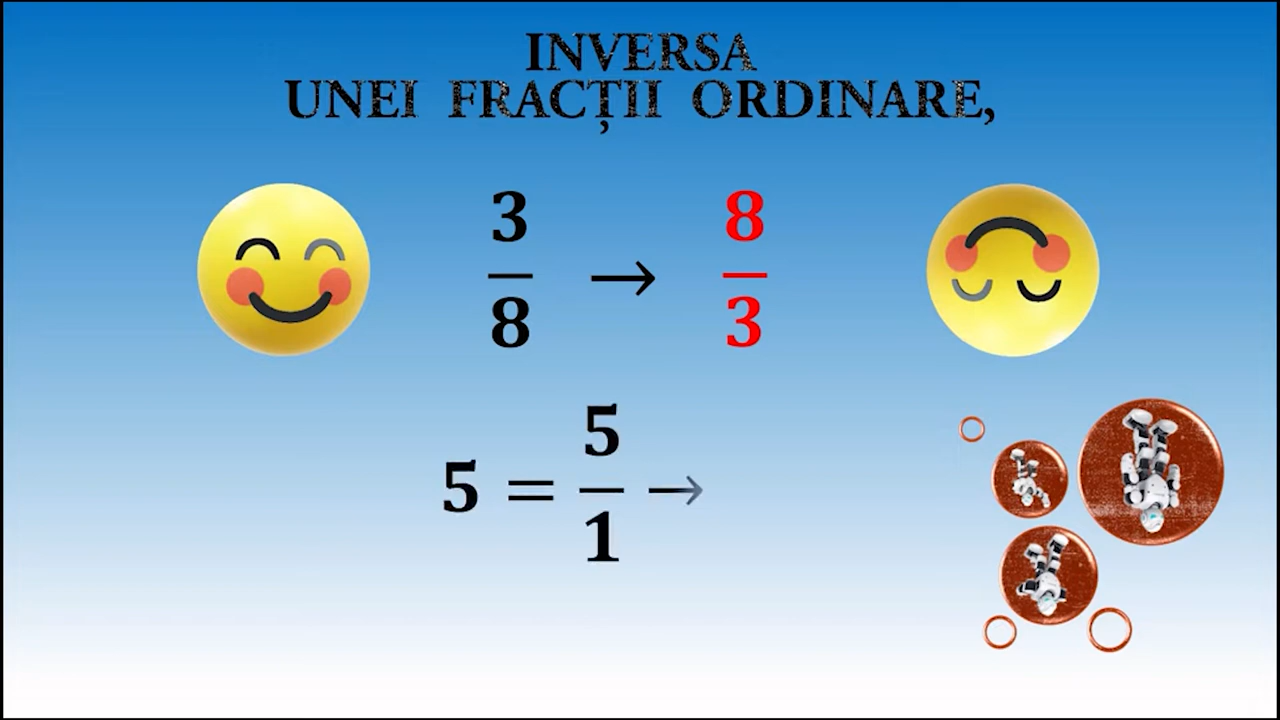 INVERSA
UNEI FRACȚII ORDINARE,
3/8 → 8/3
5 = 5/1 →